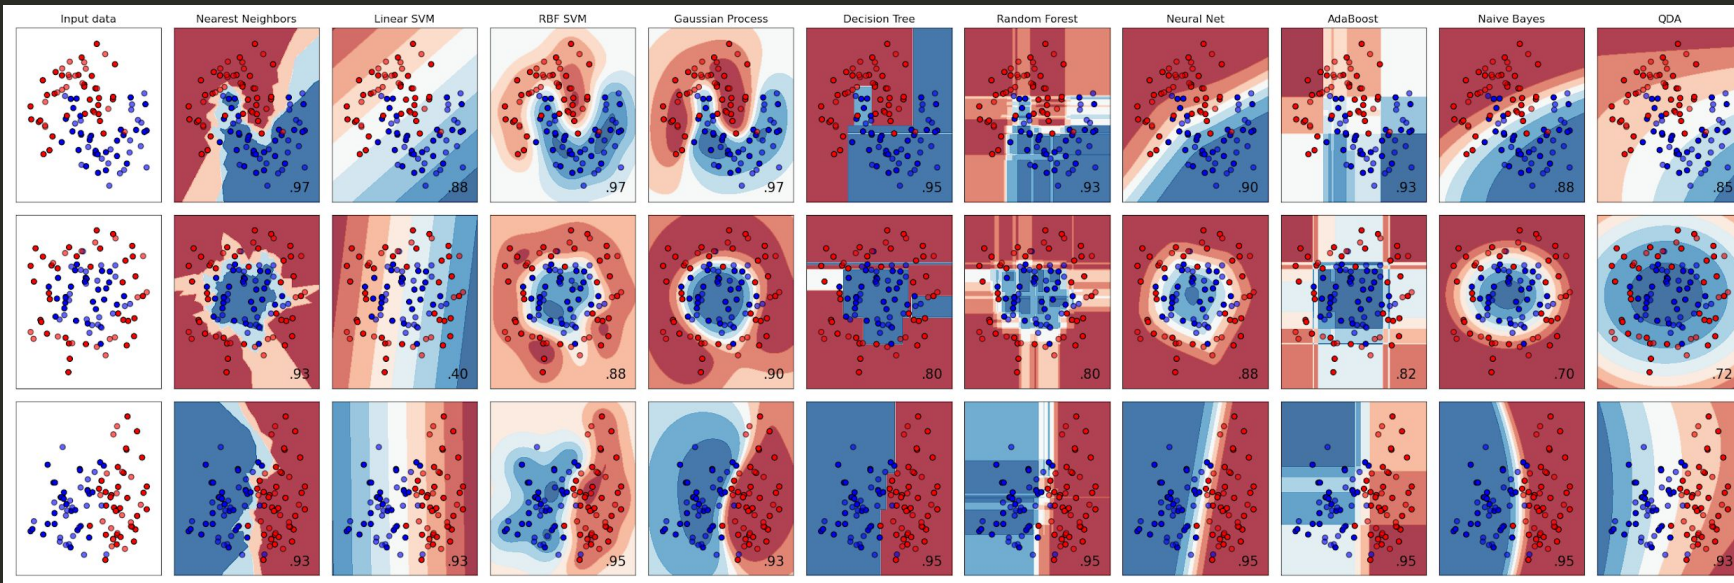 Input data Nearest Neighbors Linear SVM RBF SVM Gaussian Process Decision Tree Random Forest Neural Net AdaBoost Naive Bayes QDA
.97 .88 .97 .97 .95 .93 .90 .93 .88 .85
.93 .40 .88 .90 .80 .80 .88 .82 .70 .72
.93 .93 .95 .93 .95 .95 .95 .95 .95 .93